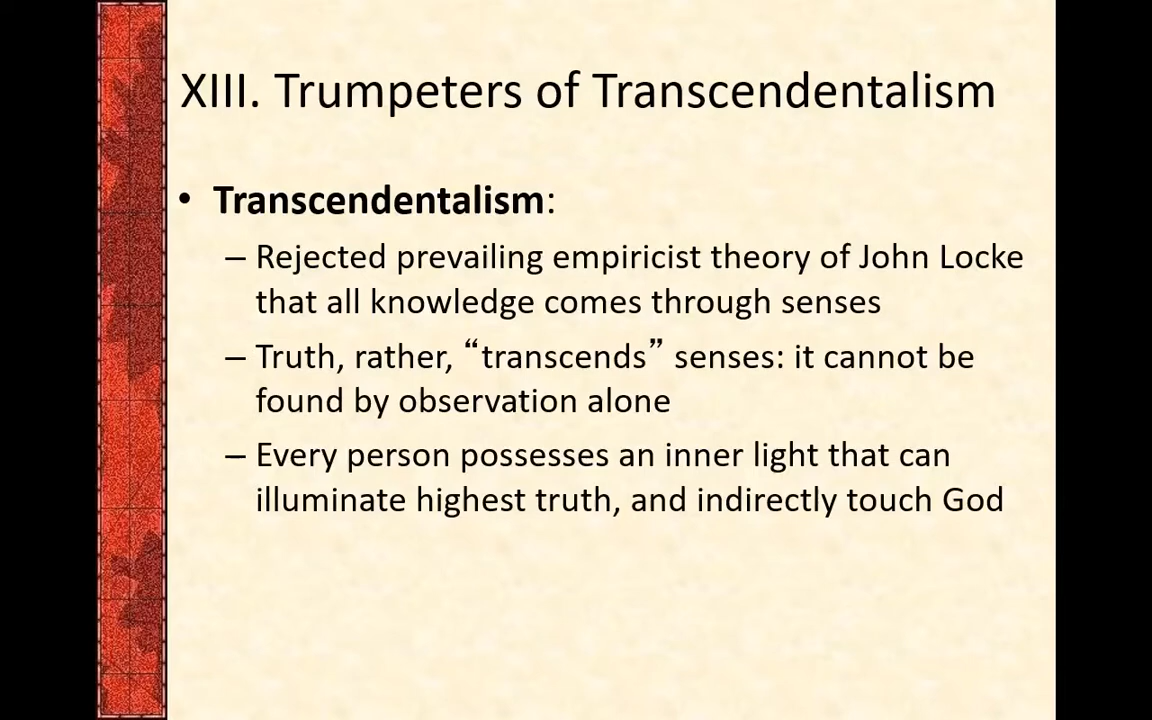 XIII. Trumpeters of Transcendentalism
• Transcendentalism:
– Rejected prevailing empiricist theory of John Locke
that all knowledge comes through senses
– Truth, rather, “transcends” senses: it cannot be
found by observation alone
– Every person possesses an inner light that can
illuminate highest truth, and indirectly touch God